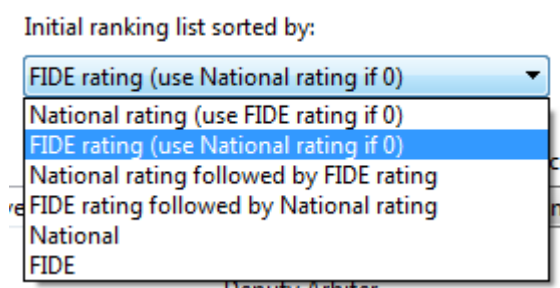 Initial ranking list sorted by:
FIDE rating (use National rating if 0)
National rating (use FIDE rating if 0)
FIDE rating (use National rating if 0)
National rating followed by FIDE rating
FIDE rating followed by National rating
National
FIDE